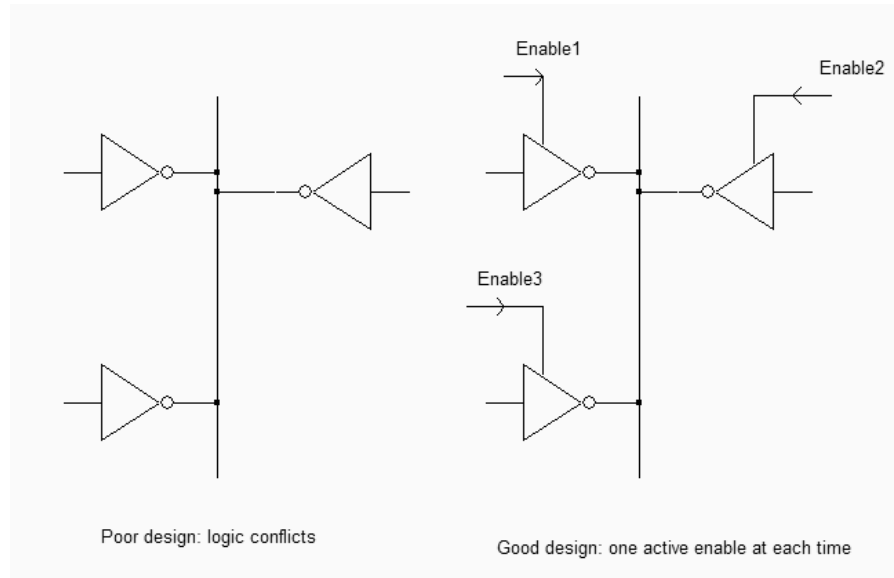 Enable1
Enable2
Enable3
Poor design: logic conflicts
Good design: one active enable at each time